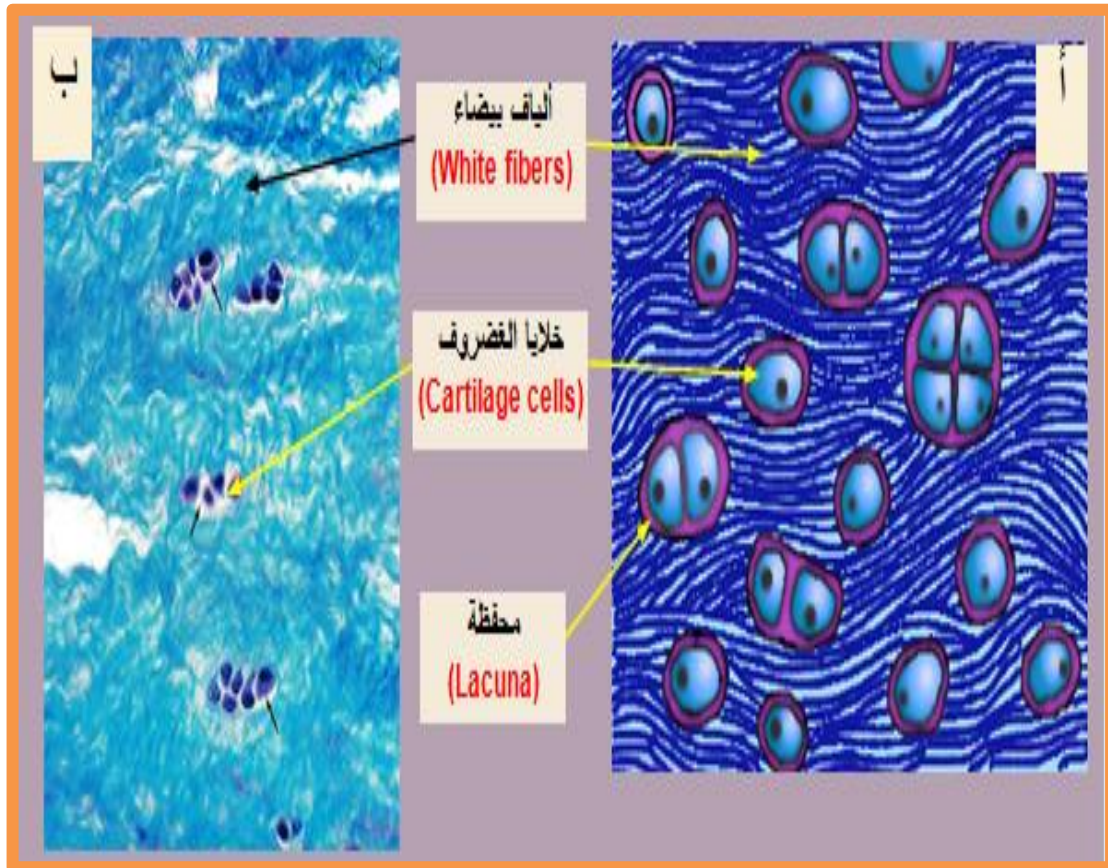 أ
ب
ألياف بيضاء
(White fibers)
خلايا الغضروف
(Cartilage cells)
محفظة
(Lacuna)